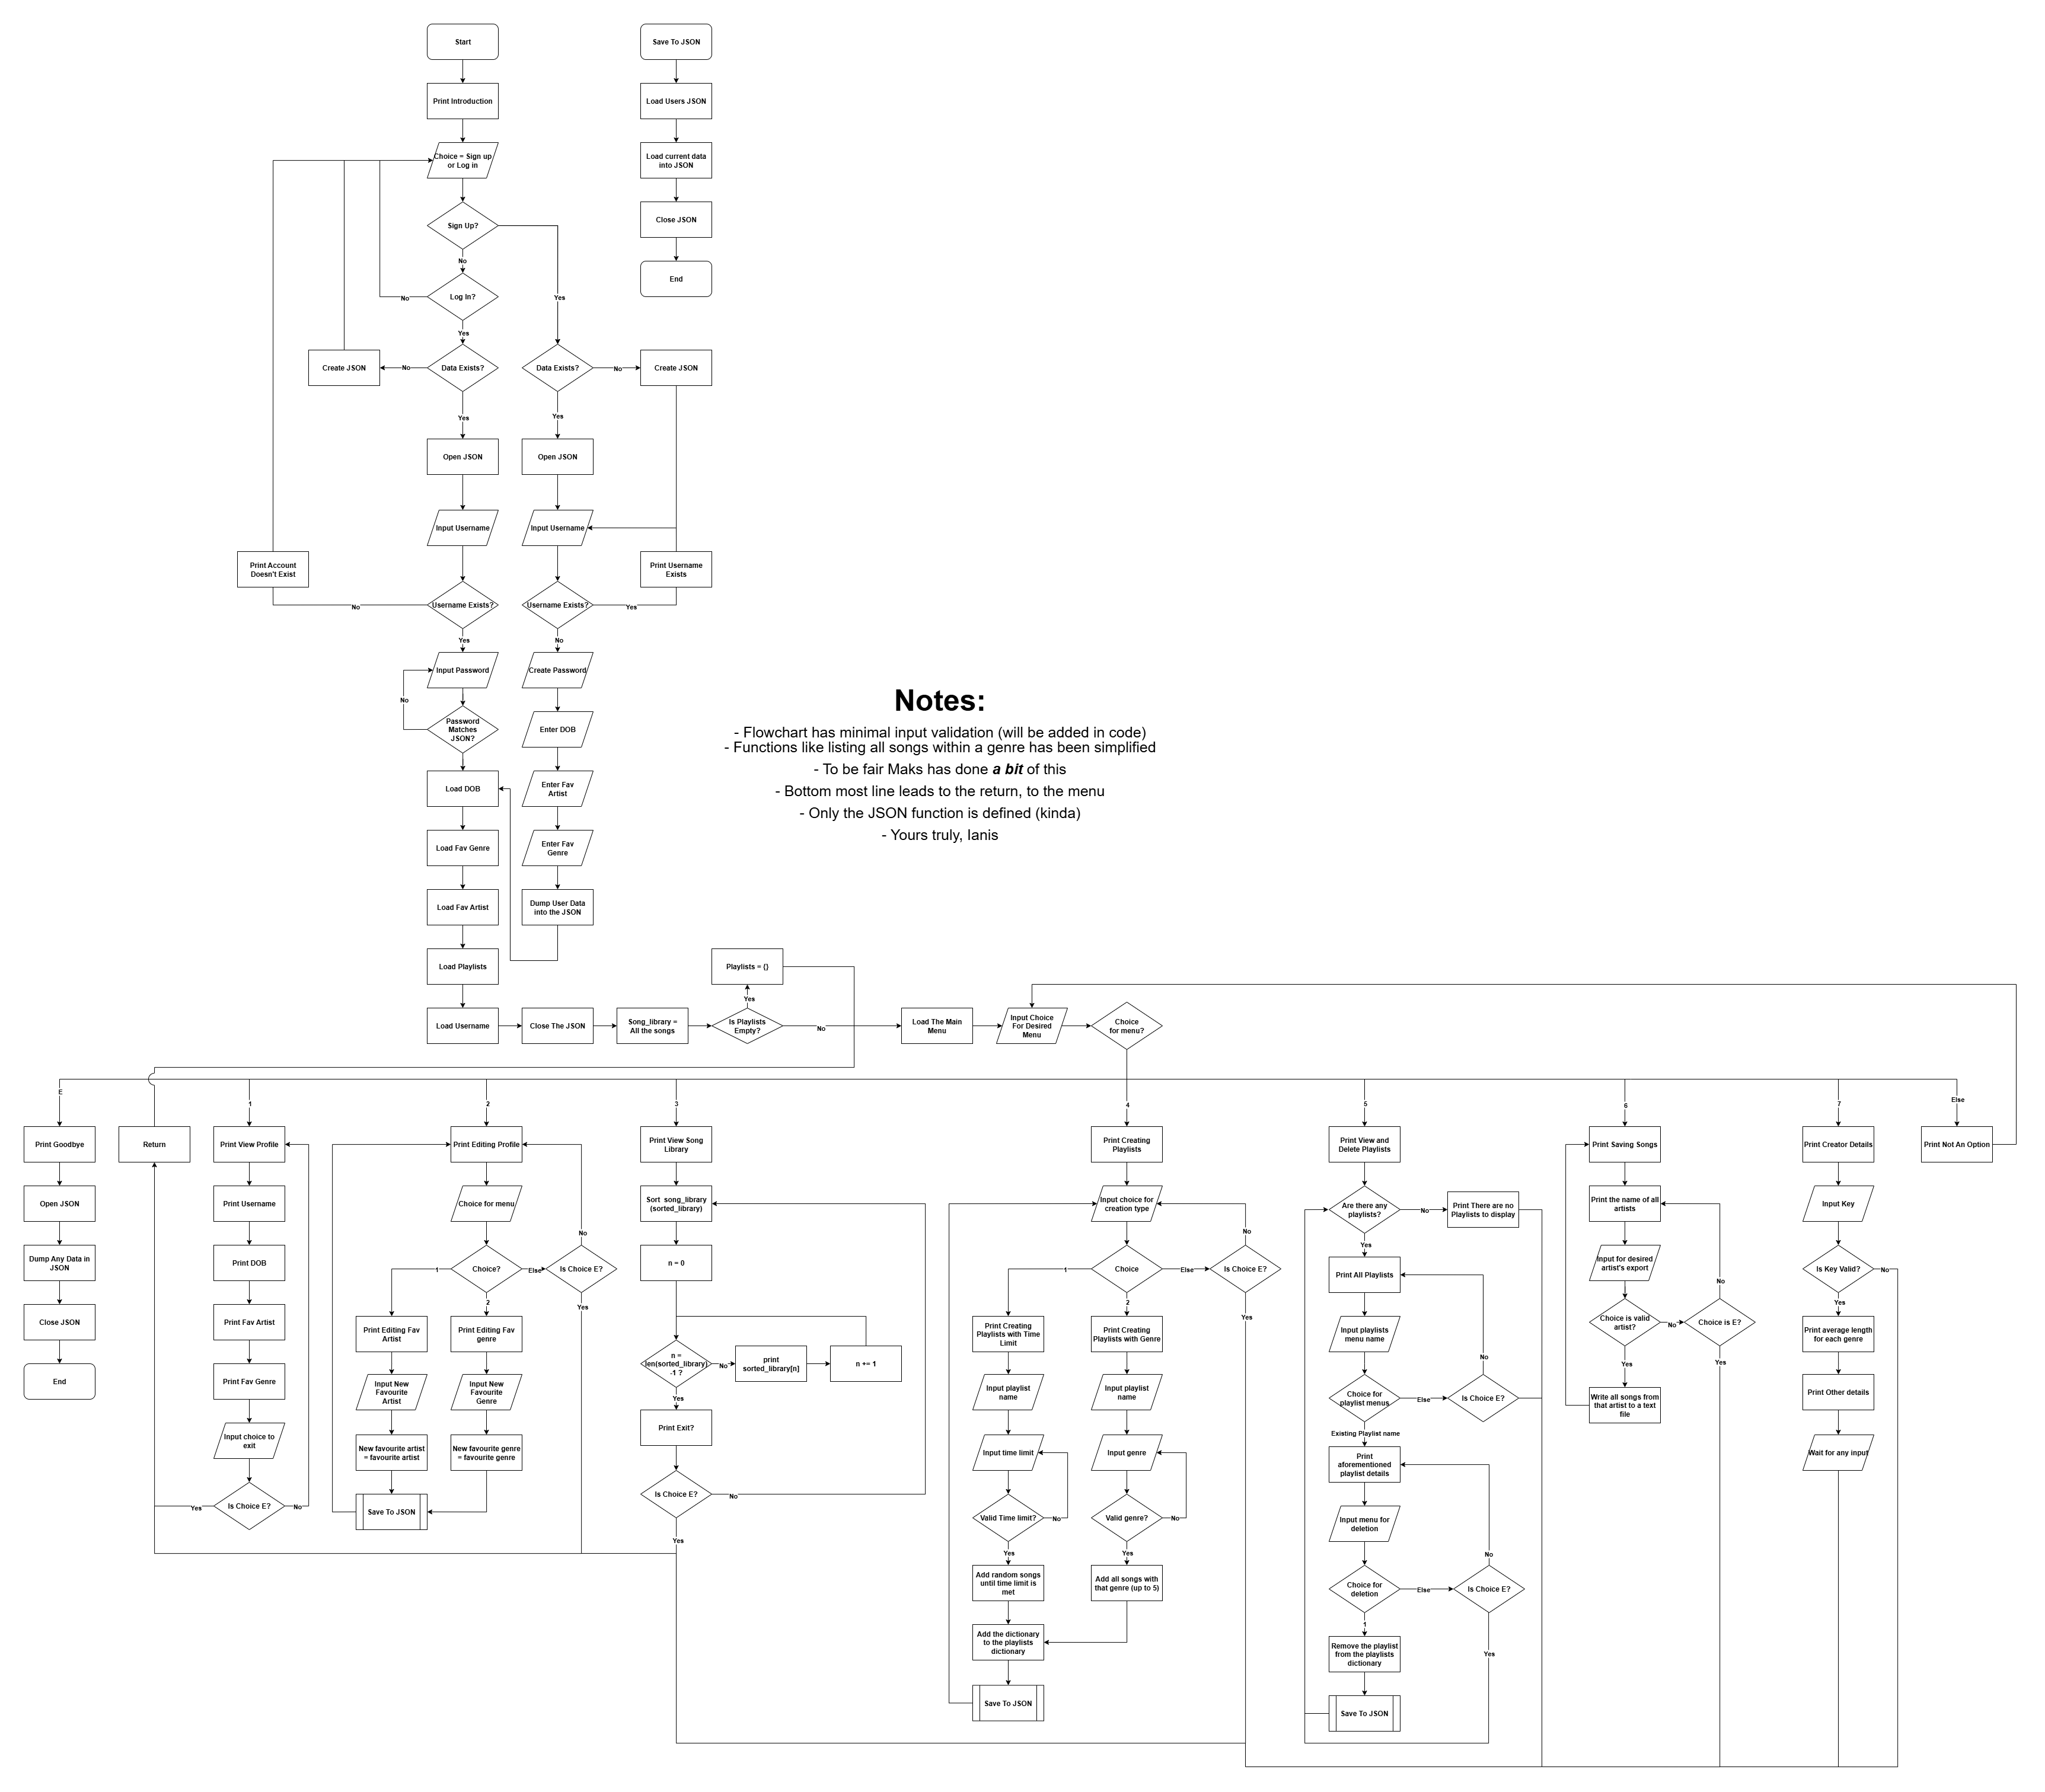 Start
Save To JSON
Print Introduction
Load Users JSON
Choice = Sign up
or Log in
Load current data
into JSON
Sign Up?
Close JSON
No
End
Log In?
No
Yes
Yes
Create JSON
No
Data Exists?
Data Exists?
No
Create JSON
Yes
Yes
Open JSON
Open JSON
Input Username
Input Username
Print Account
Doesn't Exist
Print Username
Exists
No
Username Exists?
Username Exists?
Yes
Yes
No
Input Password
Create Password
No
Password
Matches
JSON?
Enter DOB
Notes:
- Flowchart has minimal input validation (will be added in code)
- Functions like listing all songs within a genre has been simplified
- To be fair Maks has done a bit of this
- Bottom most line leads to the return, to the menu
- Only the JSON function is defined (kinda)
- Yours truly, Ianis
Load DOB
Enter Fav
Artist
Load Fav Genre
Enter Fav
Genre
Load Fav Artist
Dump User Data
into the JSON
Load Playlists
Playlists = {}
Yes
Load Username
Close The JSON
Song_library =
All the songs
Is Playlists
Empty?
No
Load The Main
Menu
Input Choice
For Desired
Menu
Choice
for menu?
E
1
2
3
4
5
6
7
Else
Print Goodbye
Return
Print View Profile
Print Editing Profile
Print View Song
Library
Print Creating
Playlists
Print View and
Delete Playlists
Print Saving Songs
Print Creator Details
Print Not An Option
Open JSON
Print Username
Choice for menu
Sort song_library
(sorted_library)
Input choice for
creation type
Are there any
playlists?
No
Print There are no
Playlists to display
Print the name of all
artists
Input Key
No
No
Yes
Dump Any Data in
JSON
Print DOB
1
Choice?
Else
Is Choice E?
n = 0
1
Choice
Else
Is Choice E?
Print All Playlists
Input for desired
artist's export
No
Is Key Valid?
No
2
Yes
2
Yes
Yes
Close JSON
Print Fav Artist
Print Editing Fav
Artist
Print Editing Fav
genre
Print Creating
Playlists with Time
Limit
Print Creating
Playlists with Genre
Input playlists
menu name
Choice is valid
artist?
No
Choice is E?
Print average length
for each genre
n =
len(sorted_library)
-1 ?
No
print
sorted_library[n]
n += 1
No
Yes
Yes
End
Print Fav Genre
Input New
Favourite
Artist
Input New
Favourite
Genre
Yes
Input playlist
name
Input playlist
name
Choice for
playlist menus
Else
Is Choice E?
Write all songs from
that artist to a text
file
Print Other details
Input choice to
exit
Print Exit?
Existing Playlist name
New favourite artist
= favourite artist
New favourite genre
= favourite genre
Input time limit
Input genre
Print
aforementioned
playlist details
Wait for any input
Yes
Is Choice E?
No
Save To JSON
Is Choice E?
No
Valid Time limit?
No
Valid genre?
No
Input menu for
deletion
Yes
Yes
Yes
No
Add random songs
until time limit is
met
Add all songs with
that genre (up to 5)
Choice for
deletion
Else
Is Choice E?
1
Add the dictionary
to the playlists
dictionary
Remove the playlist
from the playlists
dictionary
Yes
Save To JSON
Save To JSON